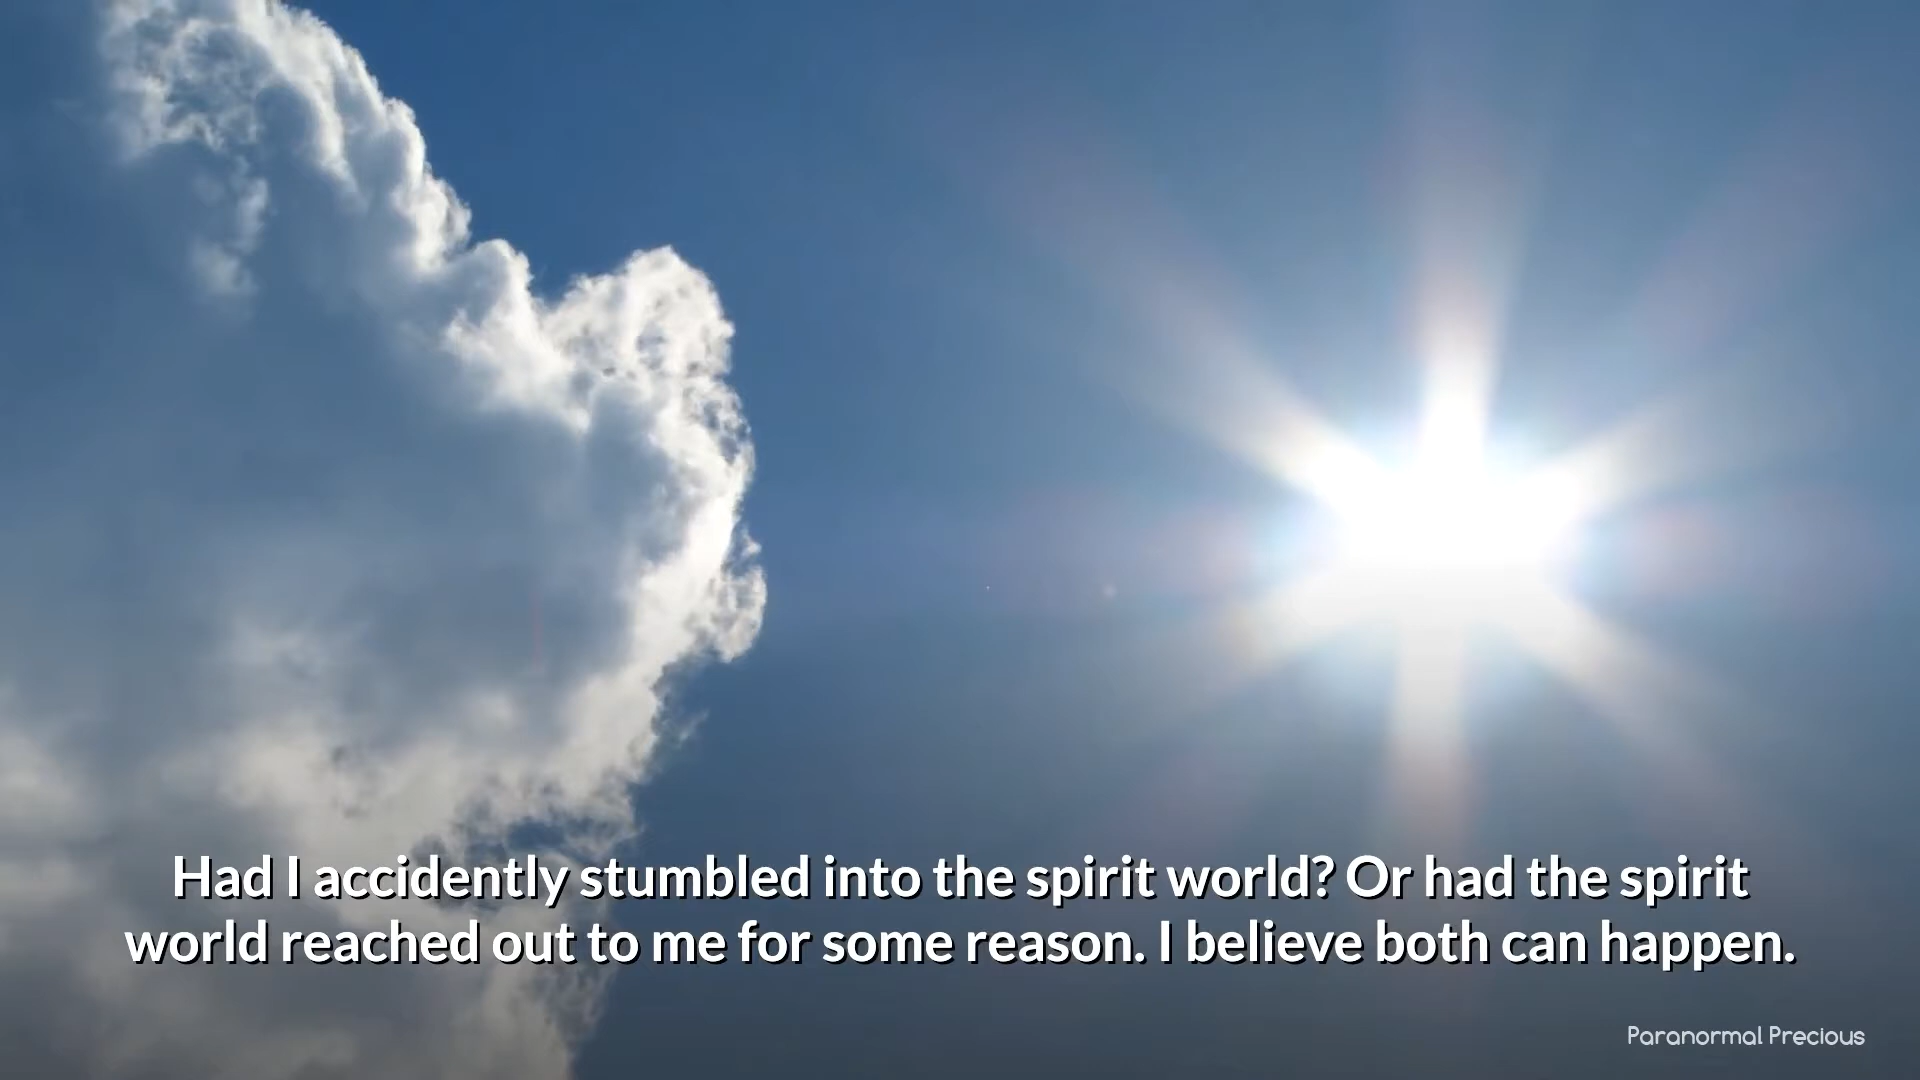 Had I accidently stumbled into the spirit world? Or had the spirit
world reached out to me for some reason. I believe both can happen.
Paranormal Precious